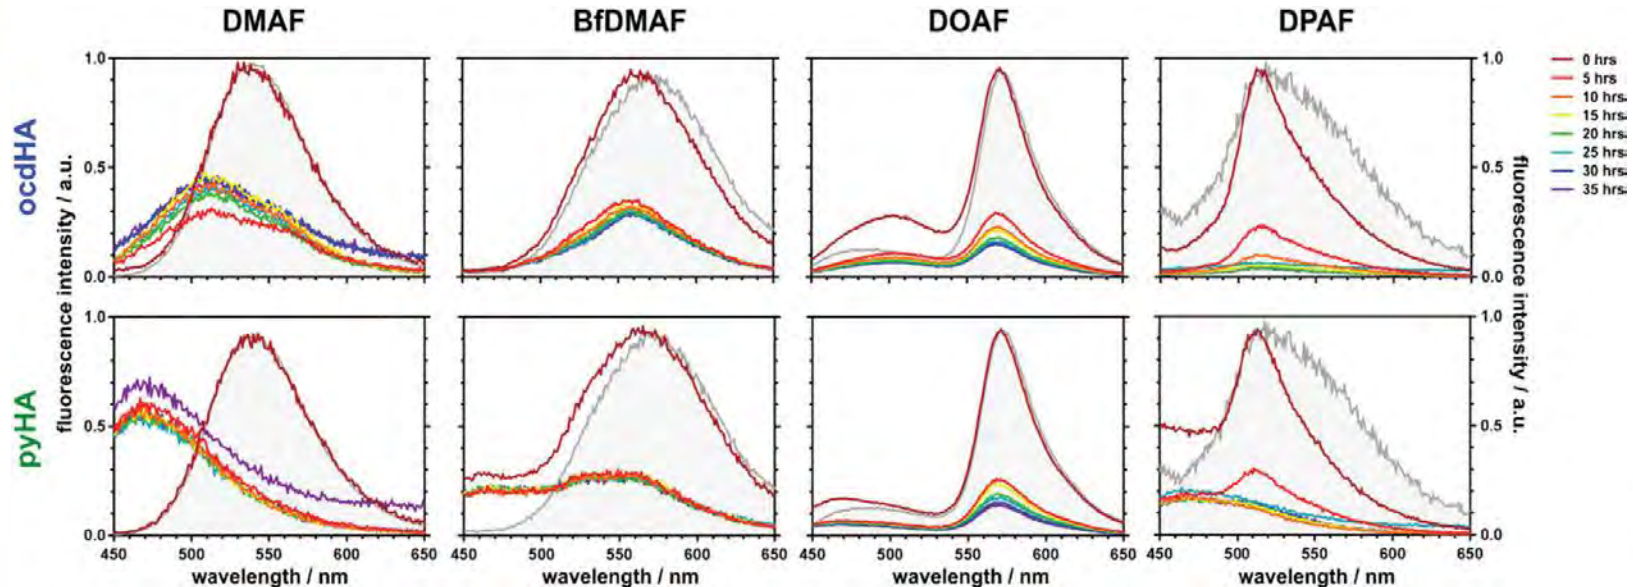 DMAF BfDMAF DOAF DPAF
ocdHA
fluorescence intensity / a.u.
1.0
0.5
0.0
1.0
0.5
0.0
fluorescence intensity / a.u.
0 hrs
5 hrs
10 hrs
15 hrs
20 hrs
25 hrs
30 hrs
35 hrs
pyHA
1.0
0.5
0.0
1.0
0.5
0.0
450 500 550 600 650 500 550 600 650 450 500 550 600 650 450 500 550 600 650
wavelength / nm wavelength / nm wavelength / nm wavelength / nm